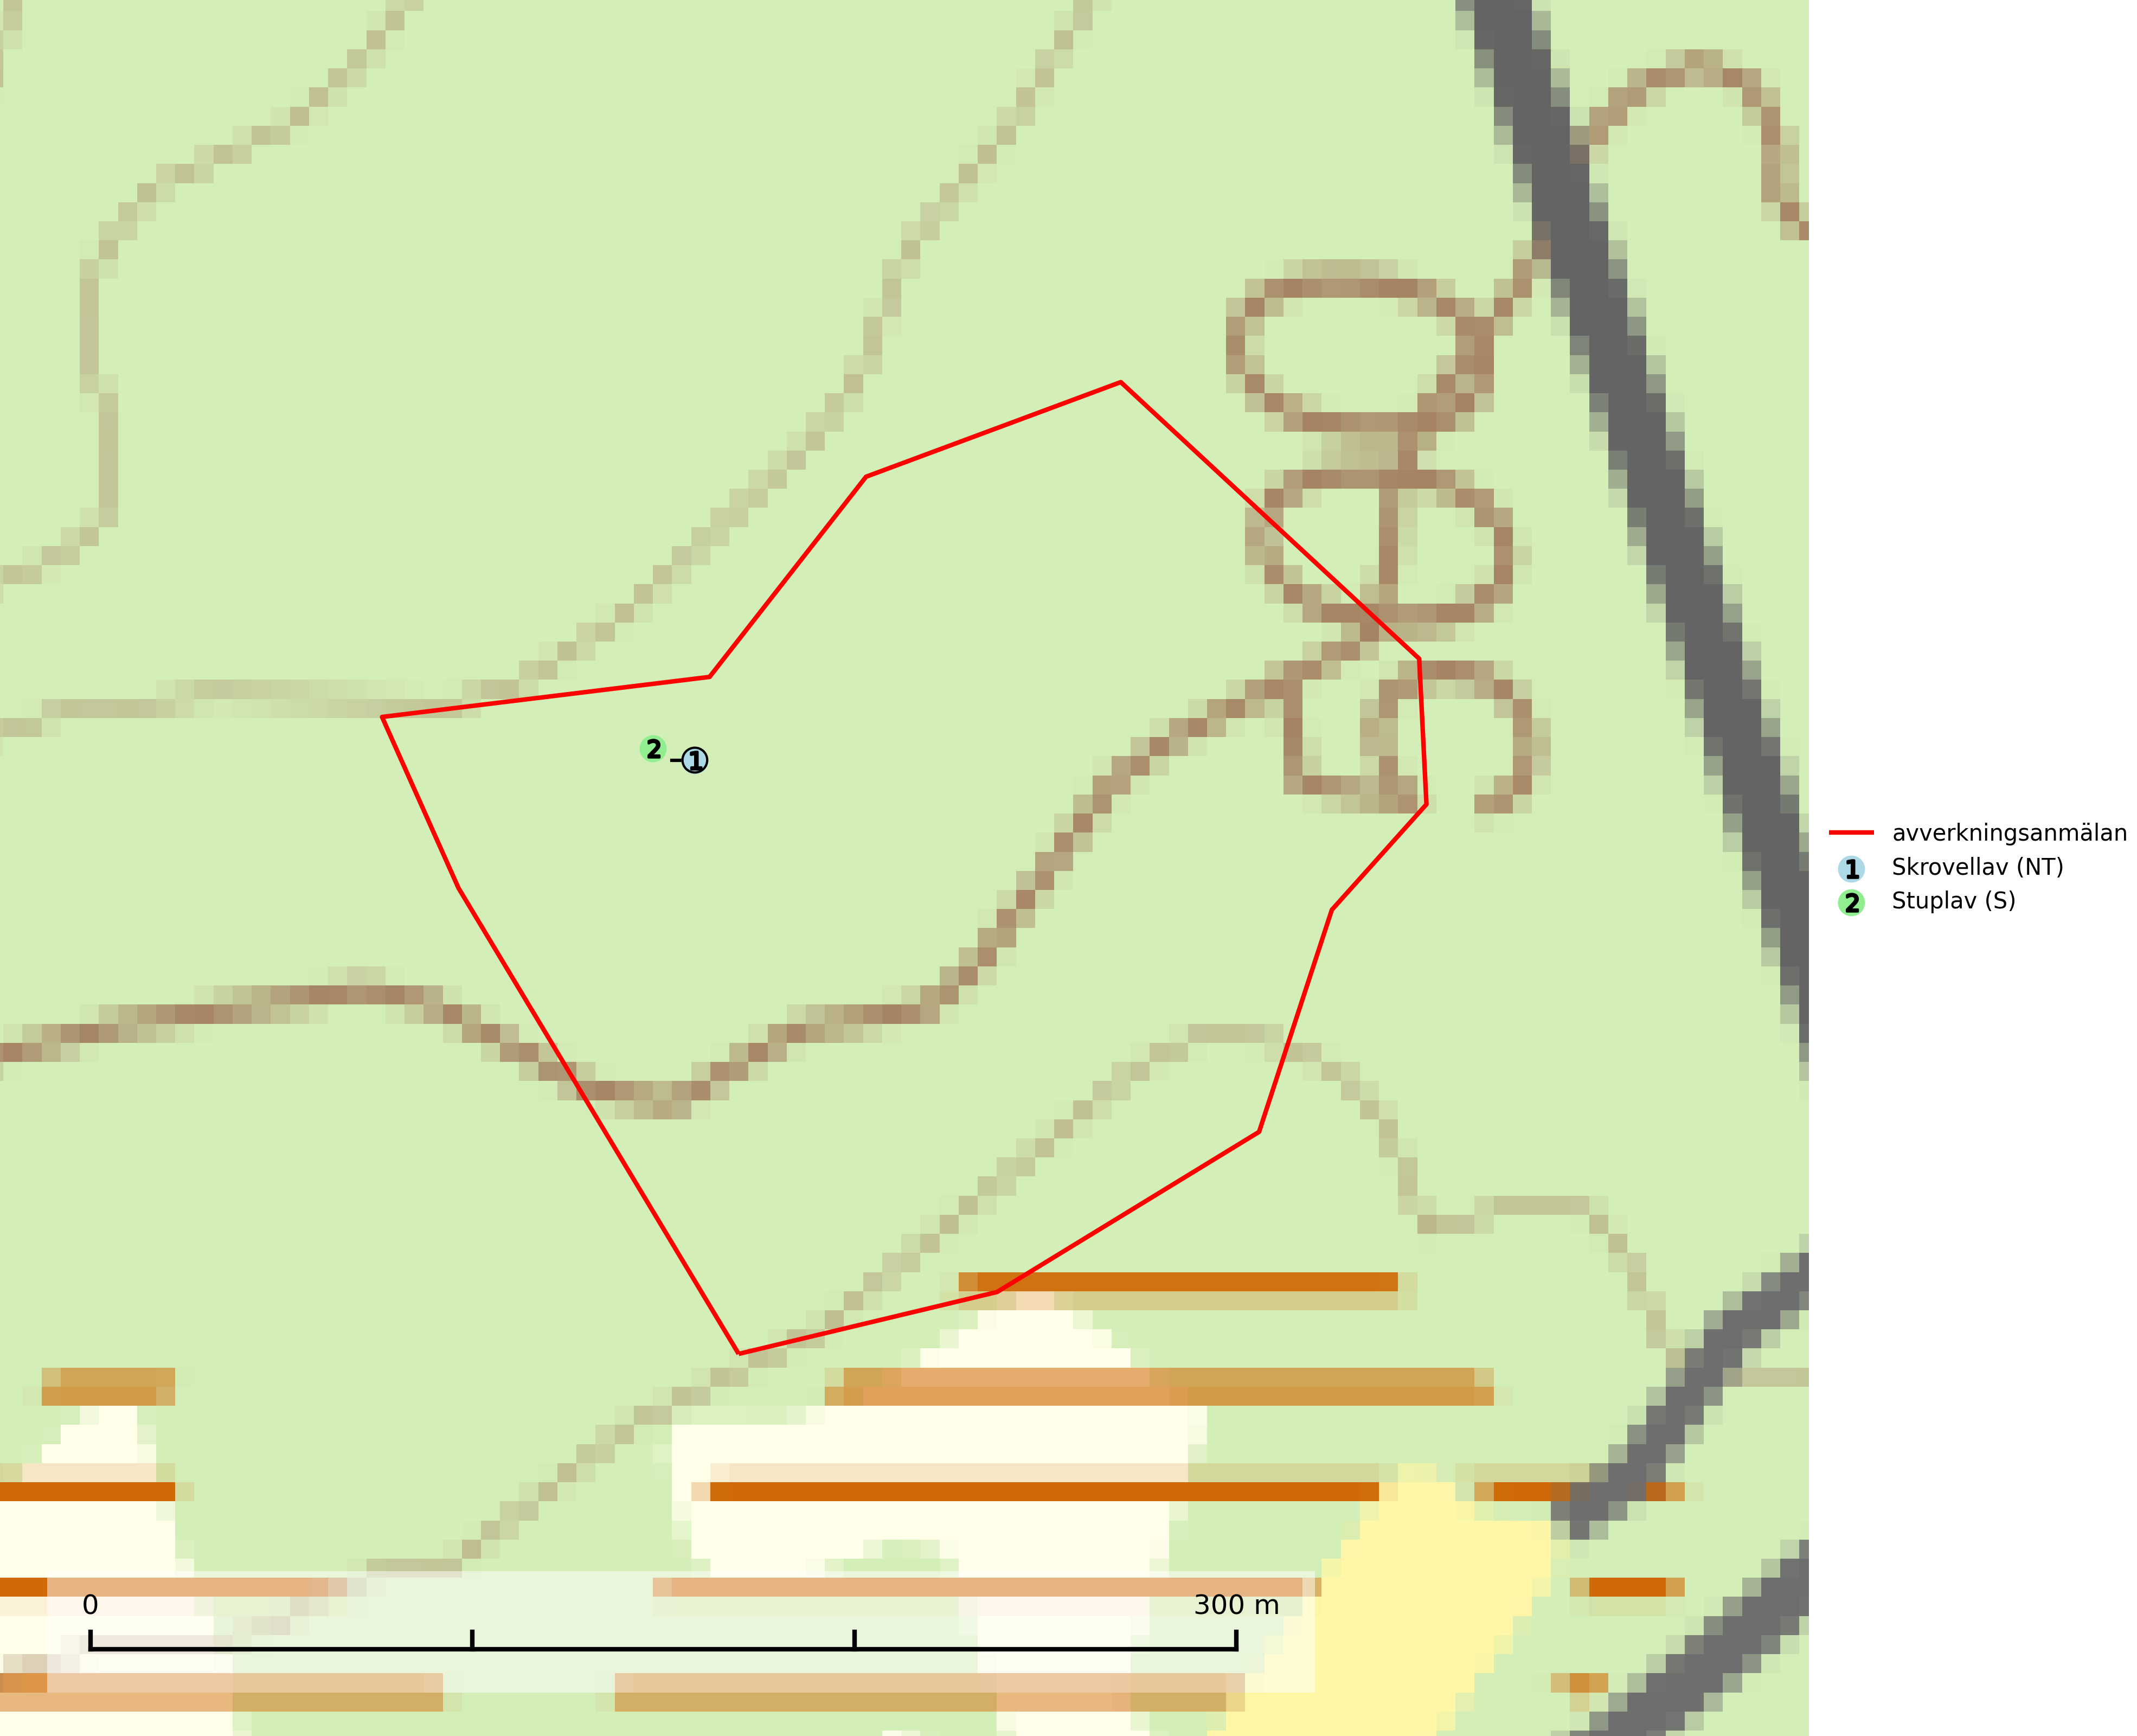 2 1
avverkningsanmälan
1 Skrovellav (NT)
2 Stuplav (S)
0 300 m